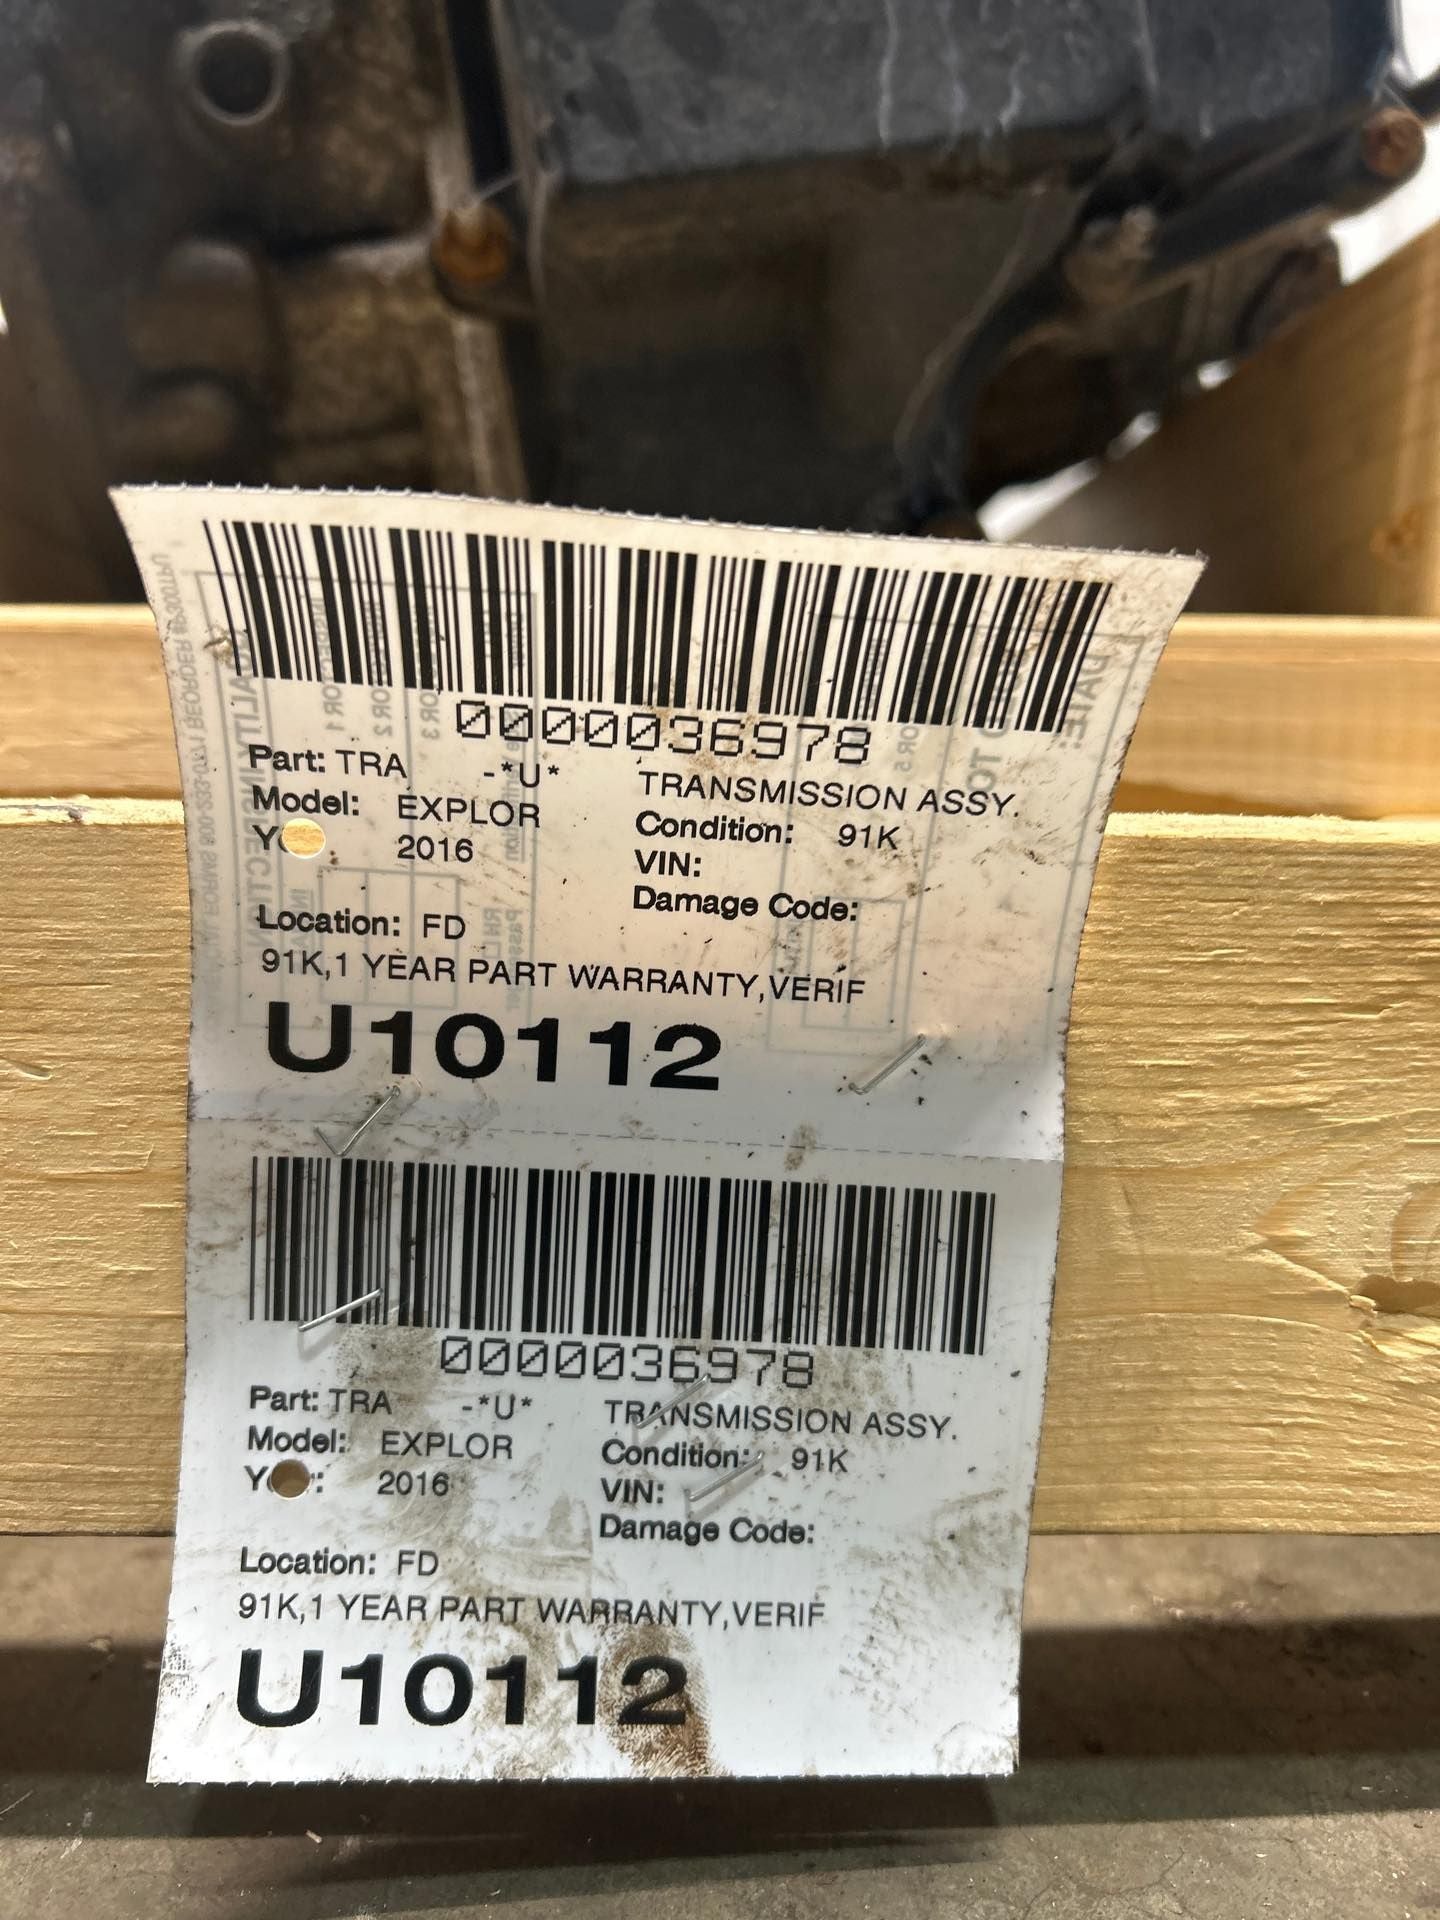 0000036978
Part: TRA -*U* TRANSMISSION ASSY.
Model: EXPLOR Condition: 91K
2016 VIN:
Damage Code:
Location: FD
91K,1 YEAR PART WARRANTY,VERIF
U10112
0000036978
Part: TRA -*U* TRANSMISSION ASSY.
Model: EXPLOR Condition: 91K
2016 VIN:
Damage Code:
Location: FD
91K,1 YEAR PART WARRANTY,VERIF
U10112